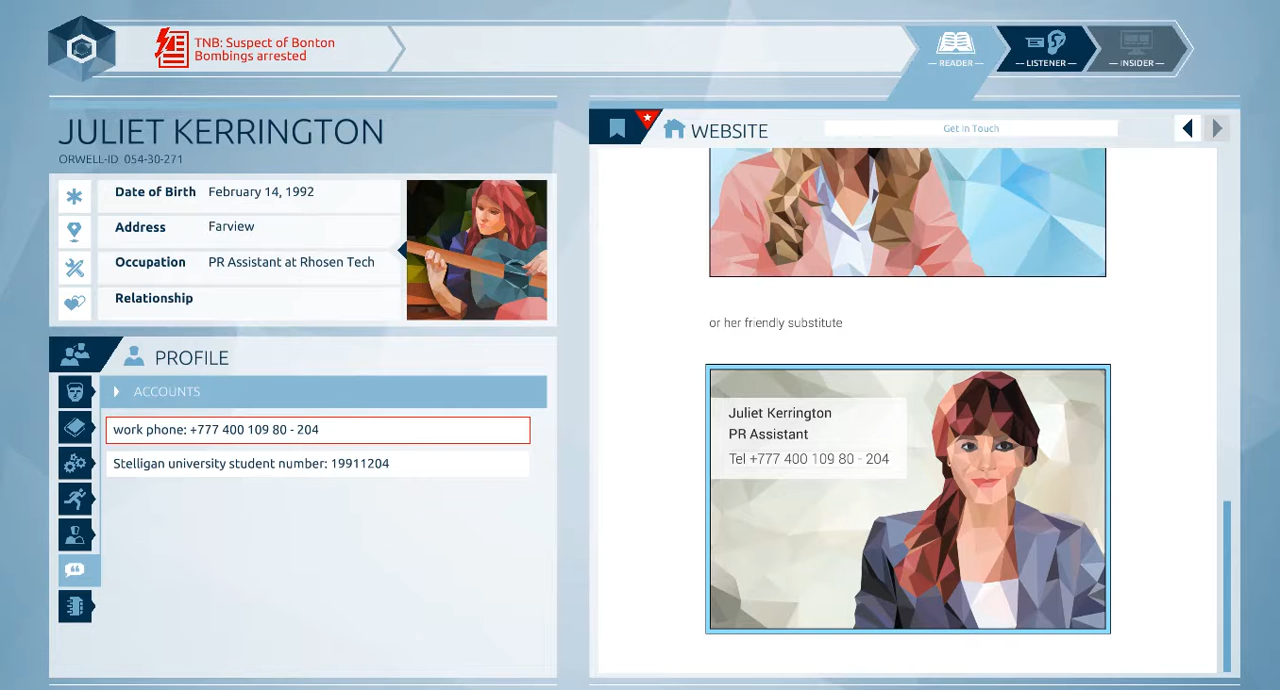 TNB: Suspect of Bonton
Bombings arrested
— READER —
— LISTENER —
— INSIDER —
JULIET KERRINGTON
ORWELL-ID 054-30-271
Date of Birth February 14, 1992
Address Farview
Occupation PR Assistant at Rhosen Tech
Relationship
PROFILE
ACCOUNTS
work phone: +777 400 109 80 - 204
Stelligan university student number: 19911204
WEBSITE
Get In Touch
or her friendly substitute
Juliet Kerrington
PR Assistant
Tel +777 400 109 80 - 204